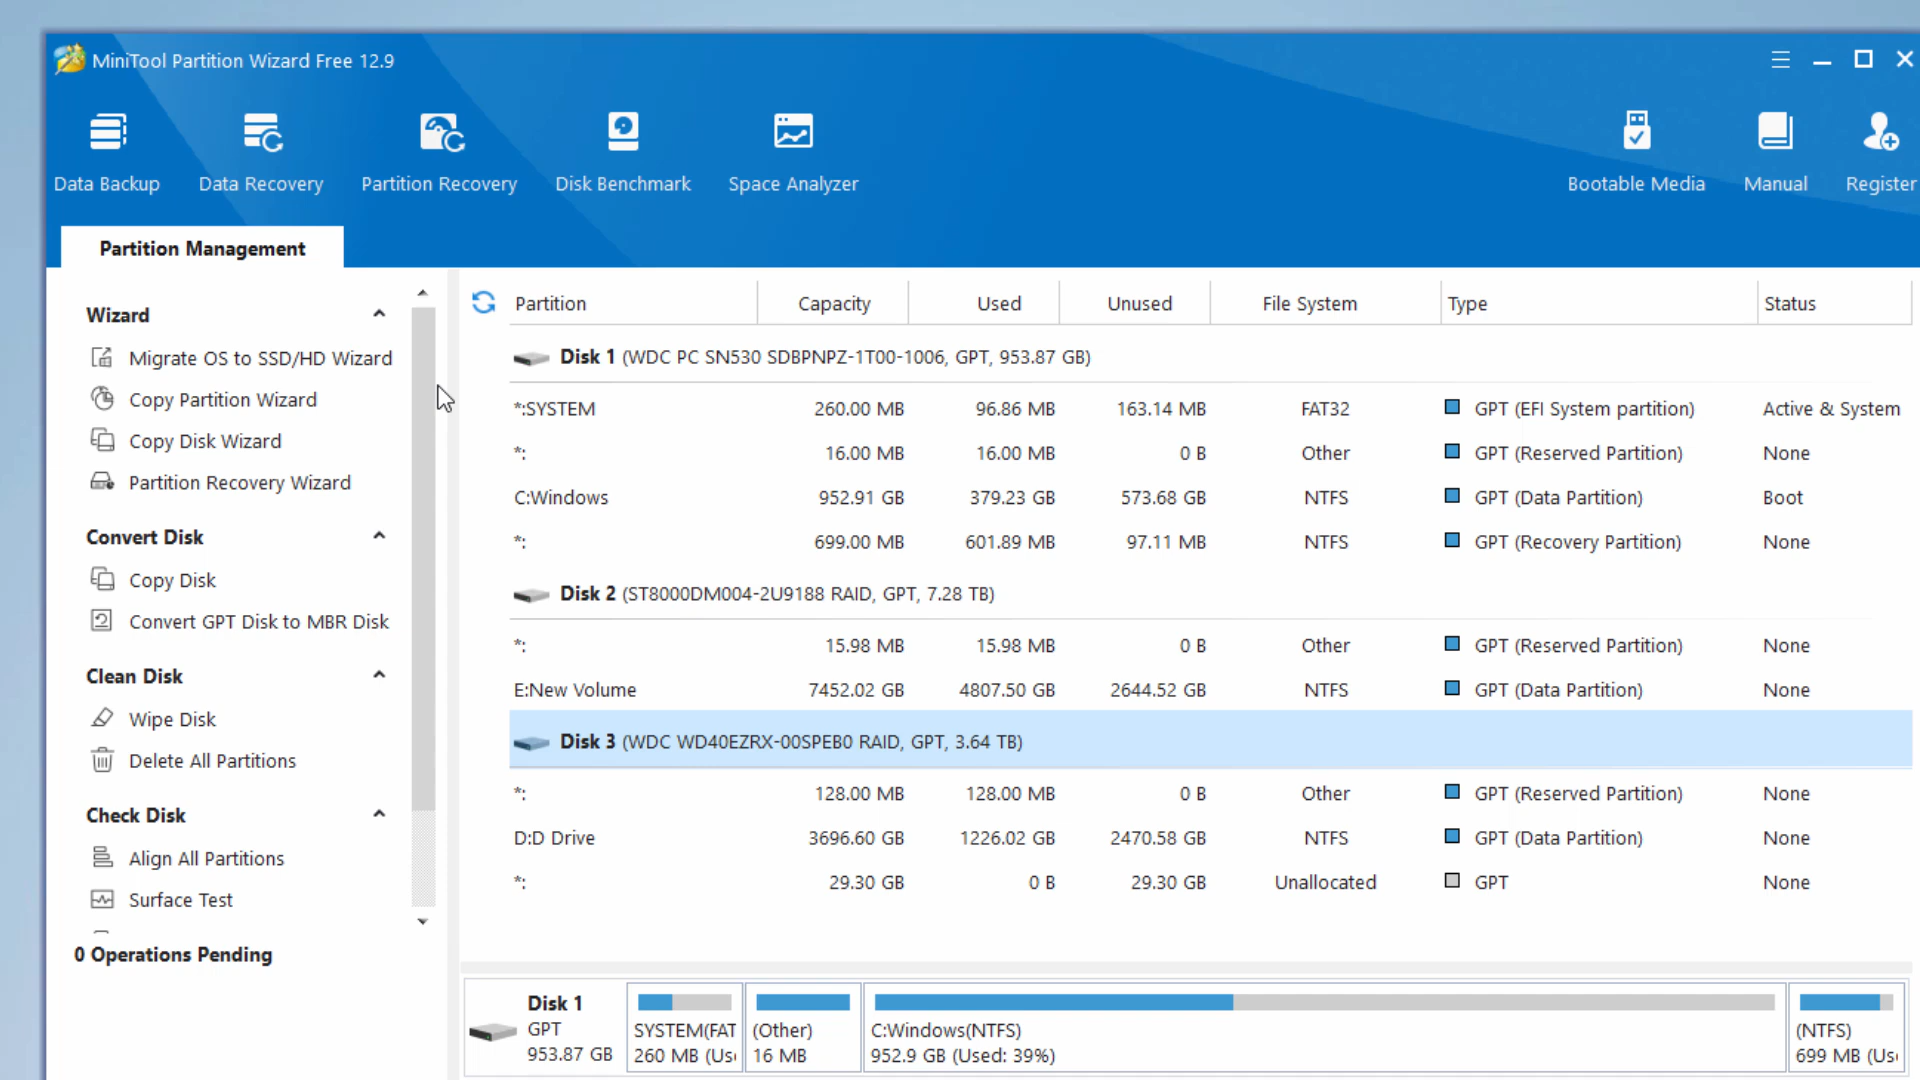 MiniTool Partition Wizard Free 12.9
Data Backup
Data Recovery
Partition Recovery
Disk Benchmark
Space Analyzer
Bootable Media
Manual
Register
Partition Management
Wizard
Migrate OS to SSD/HD Wizard
Copy Partition Wizard
Copy Disk Wizard
Partition Recovery Wizard
Convert Disk
Copy Disk
Convert GPT Disk to MBR Disk
Clean Disk
Wipe Disk
Delete All Partitions
Check Disk
Align All Partitions
Surface Test
0 Operations Pending
Partition Capacity Used Unused File System Type Status
Disk 1 (WDC PC SN530 SDBPNPZ-1T00-1006, GPT, 953.87 GB)
*:SYSTEM 260.00 MB 96.86 MB 163.14 MB FAT32 GPT (EFI System partition) Active & System
*: 16.00 MB 16.00 MB 0 B Other GPT (Reserved Partition) None
C:Windows 952.91 GB 379.23 GB 573.68 GB NTFS GPT (Data Partition) Boot
*: 699.00 MB 601.89 MB 97.11 MB NTFS GPT (Recovery Partition) None
Disk 2 (ST8000DM004-2U9188 RAID, GPT, 7.28 TB)
*: 15.98 MB 15.98 MB 0 B Other GPT (Reserved Partition) None
E:New Volume 7452.02 GB 4807.50 GB 2644.52 GB NTFS GPT (Data Partition) None
Disk 3 (WDC WD40EZRX-00SPEB0 RAID, GPT, 3.64 TB)
*: 128.00 MB 128.00 MB 0 B Other GPT (Reserved Partition) None
D:D Drive 3696.60 GB 1226.02 GB 2470.58 GB NTFS GPT (Data Partition) None
*: 29.30 GB 0 B 29.30 GB Unallocated GPT None
Disk 1
GPT
953.87 GB
SYSTEM(FAT
260 MB (Us
(Other)
16 MB
C:Windows(NTFS)
952.9 GB (Used: 39%)
(NTFS)
699 MB (Us